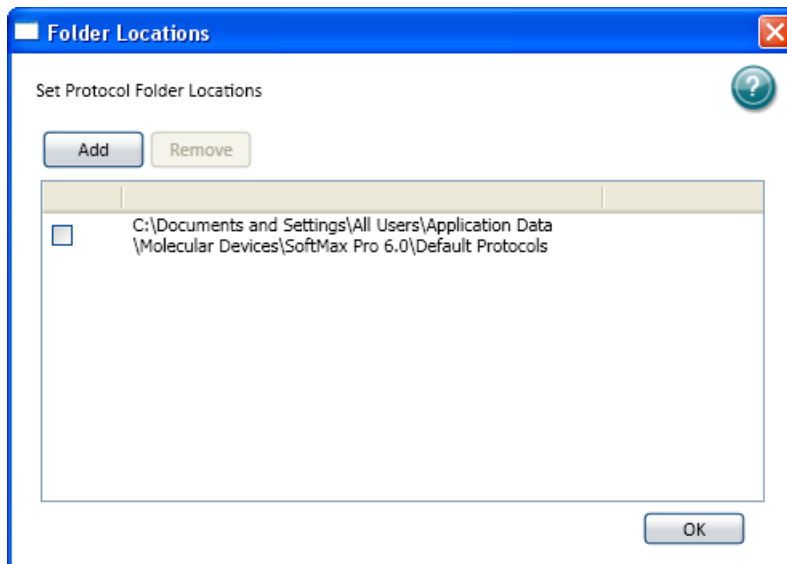 Folder Locations
Set Protocol Folder Locations
?
Add
Remove
C:\Documents and Settings\All Users\Application Data
\Molecular Devices\SoftMax Pro 6.0\Default Protocols
OK